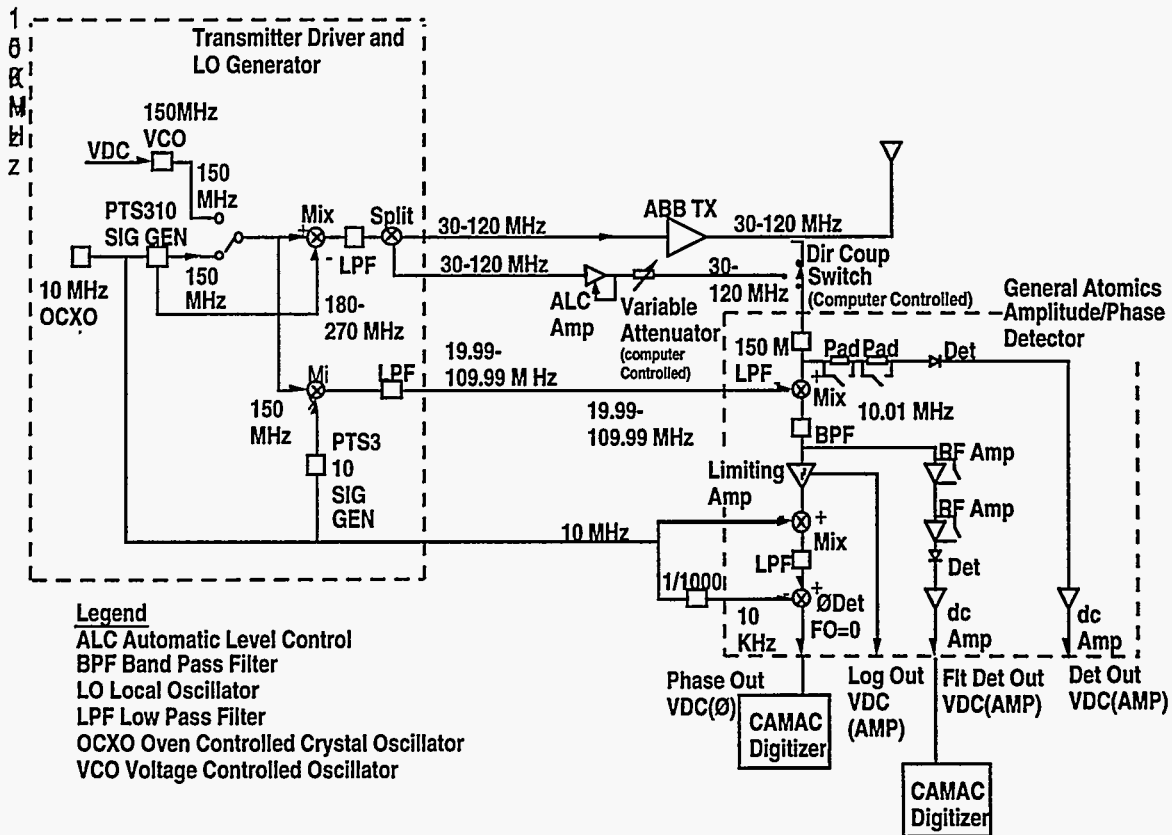 Transmitter Driver and
LO Generator
150MHz
VCO
VDC
150
MHz
PTS310
SIG GEN
10 MHz
OCXO
150
MHz
Mix
+
-
LPF
Split
180-
270 MHz
30-120 MHz
ABB TX
30-120 MHz
30-120 MHz
ALC
Amp
Variable
Attenuator
(computer
Controlled)
30-
120 MHz
Dir Coup
Switch
(Computer Controlled)
General Atomics
Amplitude/Phase
Detector
150 M
LPF
Pad
Pad
Det
-
+
Mix
10.01 MHz
BPF
150
MHz
Mi
LPF
19.99-
109.99 M Hz
19.99-
109.99 MHz
PTS3
10
SIG
GEN
Limiting
Amp
RF Amp
RF Amp
Det
10 MHz
+
Mix
LPF
1/1000
-
+
ØDet
FO=0
10
KHz
dc
Amp
dc
Amp
Phase Out
VDC(Ø)
Log Out
VDC
(AMP)
Flt Det Out
VDC(AMP)
Det Out
VDC(AMP)
CAMAC
Digitizer
CAMAC
Digitizer
Legend
ALC Automatic Level Control
BPF Band Pass Filter
LO Local Oscillator
LPF Low Pass Filter
OCXO Oven Controlled Crystal Oscillator
VCO Voltage Controlled Oscillator